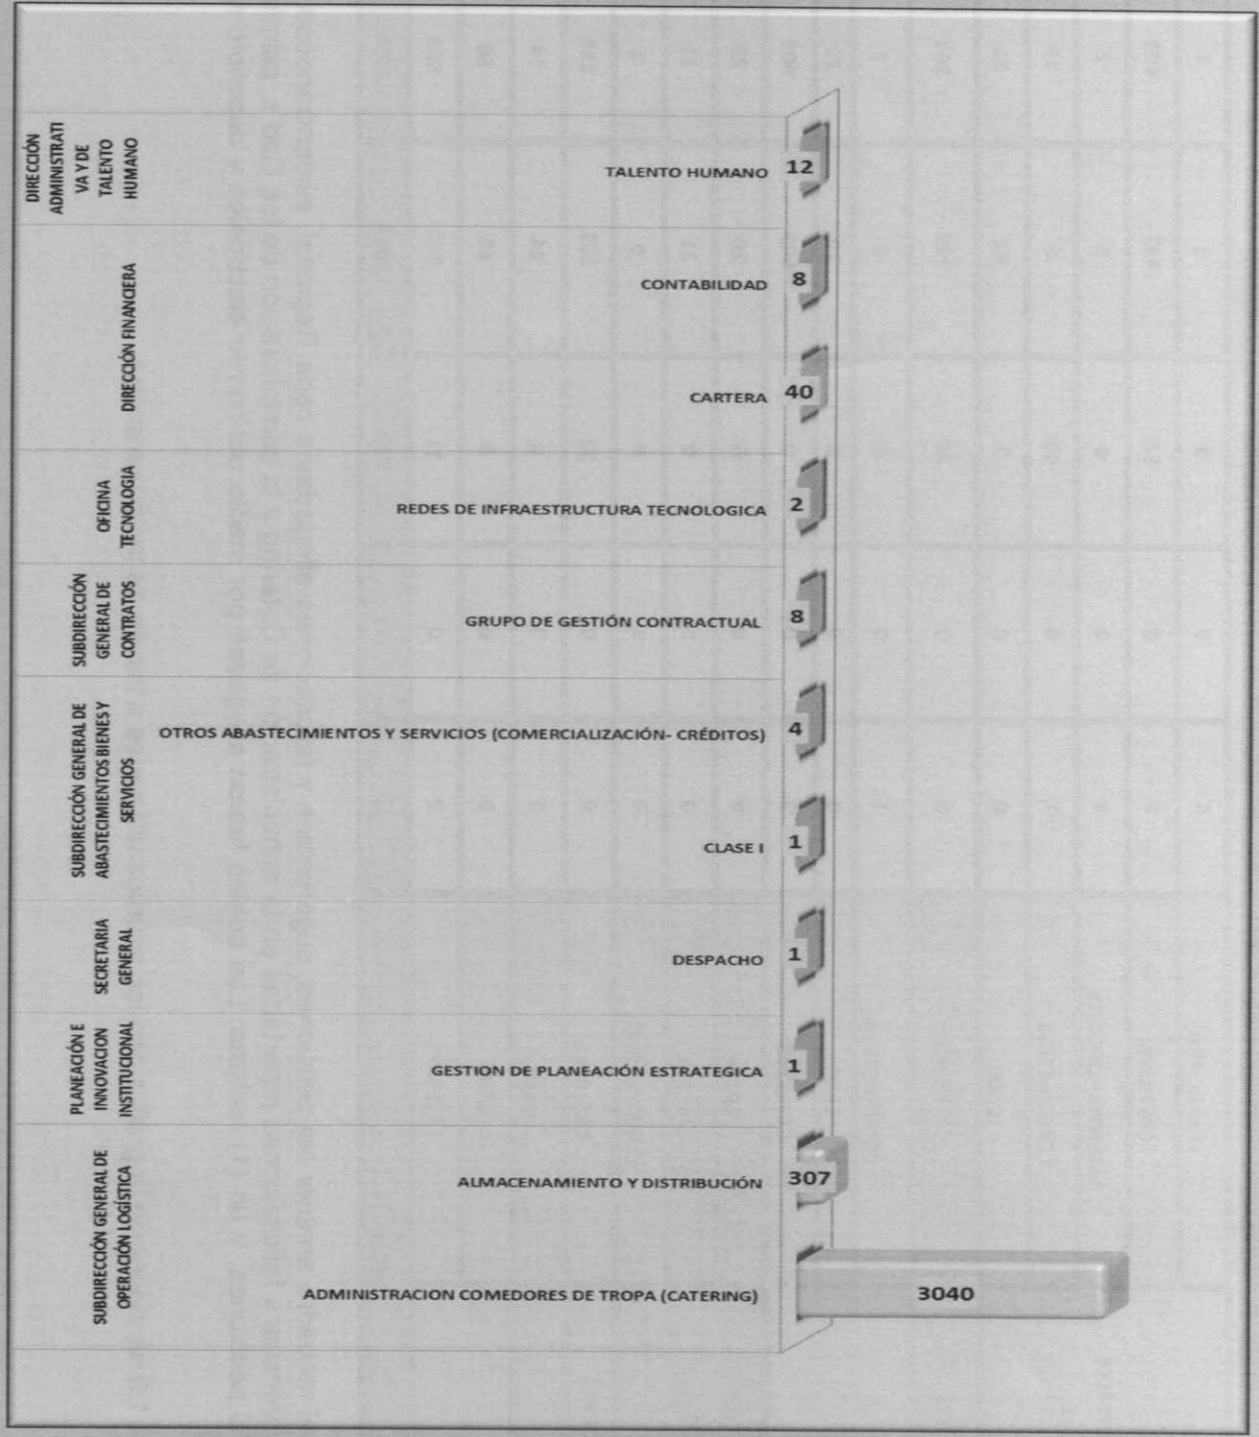 DIRECCIÓN
ADMINISTRATI
VA Y DE
TALENTO
HUMANO
TALENTO HUMANO 12
DIRECCIÓN FINANCIERA
CONTABILIDAD 8
CARTERA 40
OFICINA
TECNOLOGIA
REDES DE INFRAESTRUCTURA TECNOLOGICA 2
SUBDIRECCIÓN
GENERAL DE
CONTRATOS
GRUPO DE GESTIÓN CONTRACTUAL 8
SUBDIRECCIÓN GENERAL DE
ABASTECIMIENTOS BIENES Y
SERVICIOS
OTROS ABASTECIMIENTOS Y SERVICIOS (COMERCIALIZACIÓN- CRÉDITOS) 4
CLASE I 1
SECRETARIA
GENERAL
DESPACHO 1
PLANEACIÓN E
INNOVACION
INSTITUCIONAL
GESTION DE PLANEACIÓN ESTRATEGICA 1
SUBDIRECCIÓN GENERAL DE
OPERACIÓN LOGÍSTICA
ALMACENAMIENTO Y DISTRIBUCIÓN 307
ADMINISTRACION COMEDORES DE TROPA (CATERING) 3040